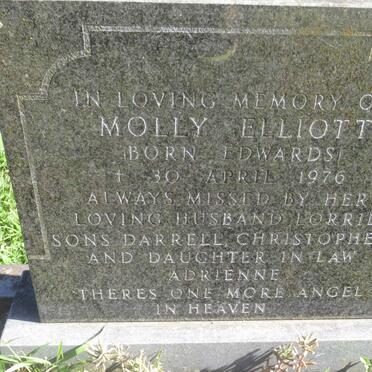 IN LOVING MEMORY O
MOLLY ELLIOTT
(BORN EDWARDS)
† 30 APRIL 1976
ALWAYS MISSED BY HER
LOVING HUSBAND LORRI
SONS DARRELL, CHRISTOPHE
AND DAUGHTER IN LAW
ADRIENNE
'THERES ONE MORE ANGEL
IN HEAVEN